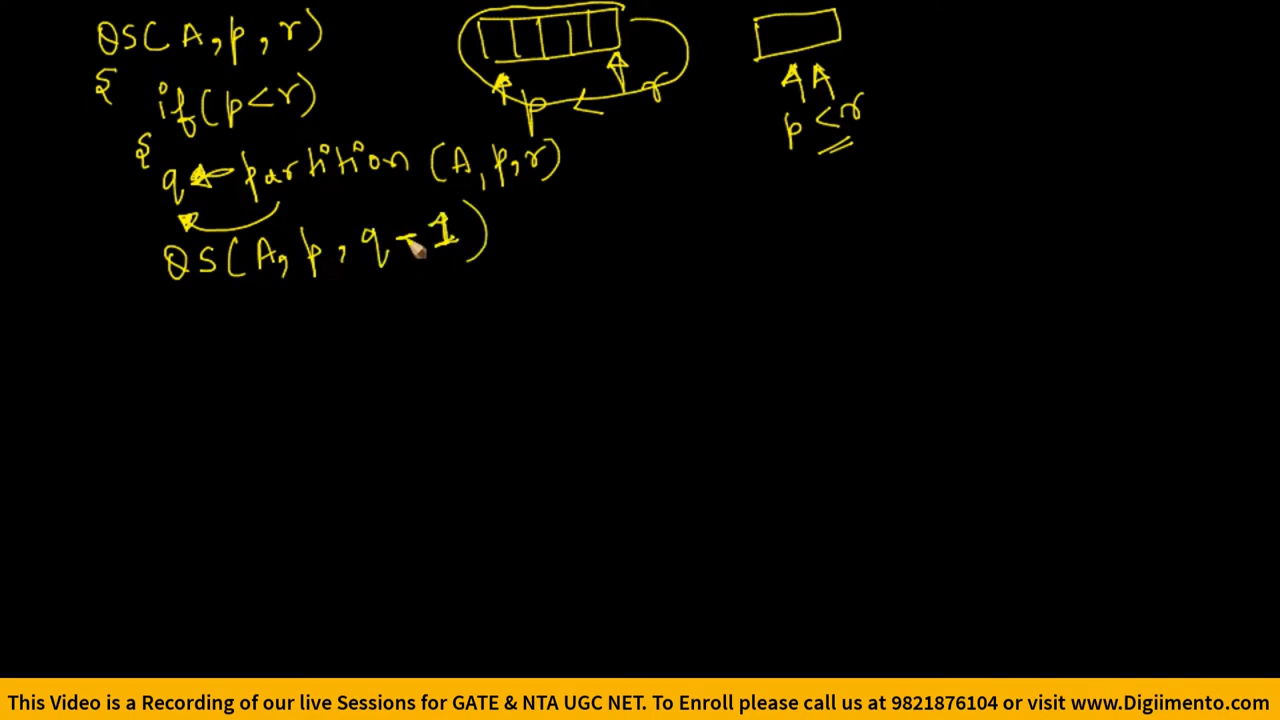 QS(A,p,r)
{ if(p<r)
{
q ← partition (A,p,r)
QS(A, p, q-1)
p < r
p < r
This Video is a Recording of our live Sessions for GATE & NTA UGC NET. To Enroll please call us at 9821876104 or visit www.Digiimento.com